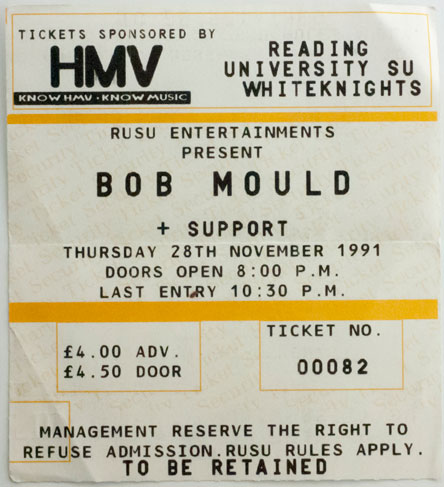 TICKETS SPONSORED BY
HMV
KNOW HMV · KNOW MUSIC
READING
UNIVERSITY SU
WHITEKNIGHTS
RUSU ENTERTAINMENTS
PRESENT
BOB MOULD
+ SUPPORT
THURSDAY 28TH NOVEMBER 1991
DOORS OPEN 8:00 P.M.
LAST ENTRY 10:30 P.M.
£4.00 ADV.
£4.50 DOOR
TICKET NO.
00082
MANAGEMENT RESERVE THE RIGHT TO
REFUSE ADMISSION.RUSU RULES APPLY.
TO BE RETAINED